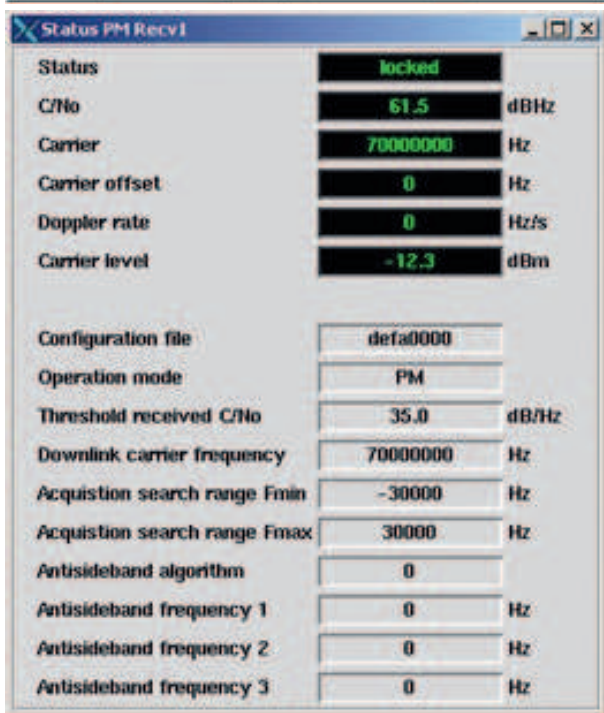 Status PM Recv1
Status locked
C/No 61.5 dBHz
Carrier 70000000 Hz
Carrier offset 0 Hz
Doppler rate 0 Hz/s
Carrier level -12.3 dBm
Configuration file defa0000
Operation mode PM
Threshold received C/No 35.0 dB/Hz
Downlink carrier frequency 70000000 Hz
Acquistion search range Fmin -30000 Hz
Acquistion search range Fmax 30000 Hz
Antisideband algorithm 0
Antisideband frequency 1 0 Hz
Antisideband frequency 2 0 Hz
Antisideband frequency 3 0 Hz